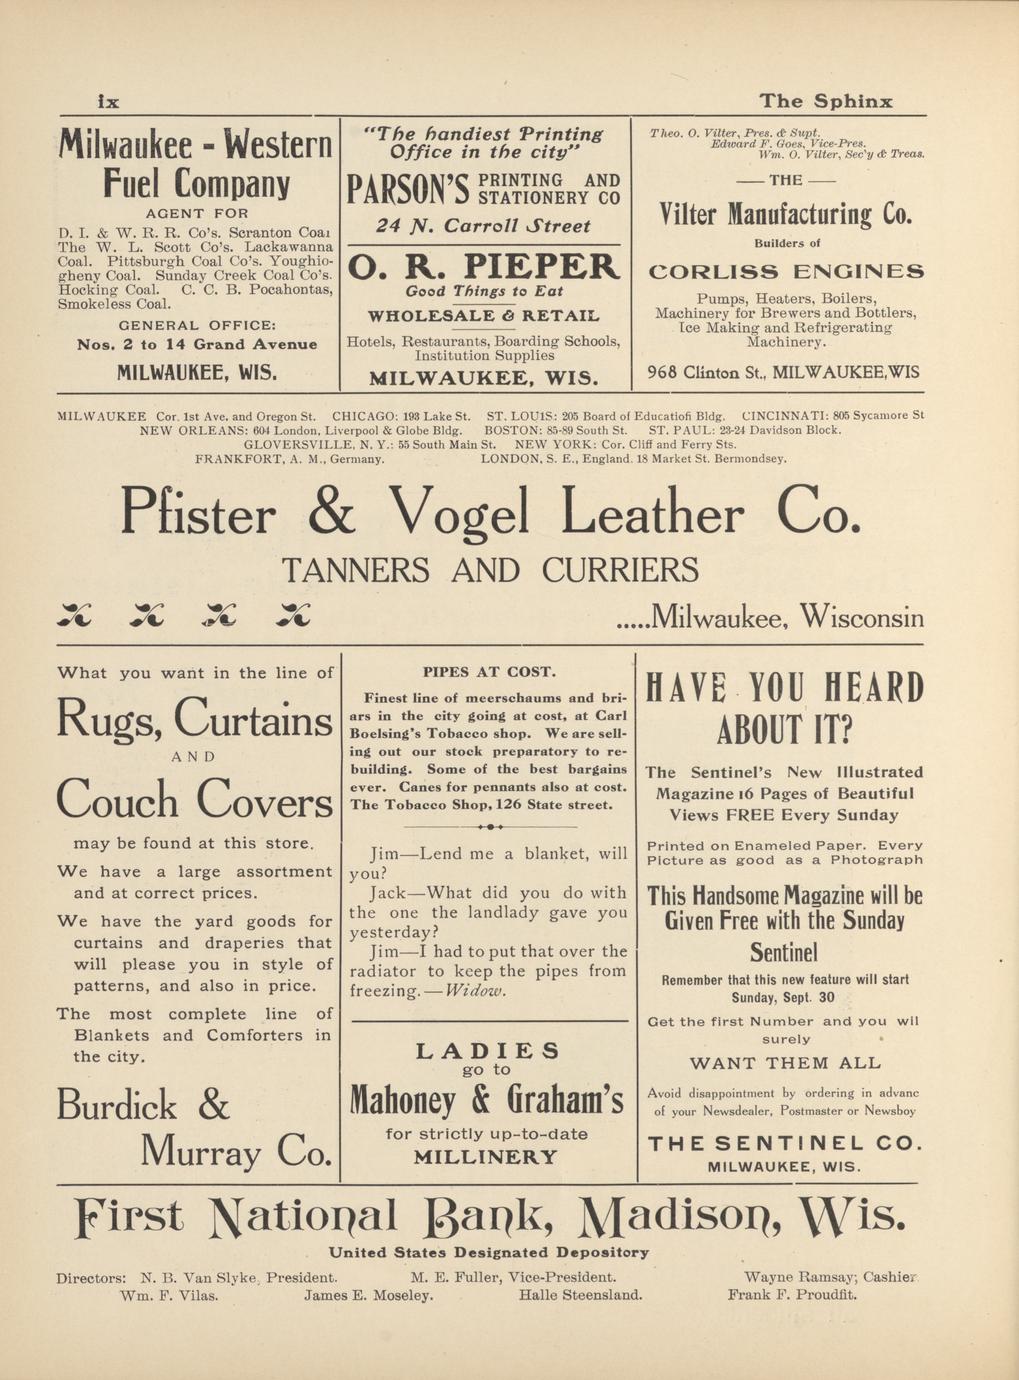 ix
The Sphinx
Milwaukee - Western
Fuel Company
AGENT FOR
D. I. & W. R. R. Co's. Scranton Coal
The W. L. Scott Co's. Lackawanna
Coal. Pittsburgh Coal Co's. Youghio-
gheny Coal. Sunday Creek Coal Co's.
Hocking Coal. C. C. B. Pocahontas,
Smokeless Coal.
GENERAL OFFICE:
Nos. 2 to 14 Grand Avenue
MILWAUKEE, WIS.
"The handiest Printing
Office in the city"
PARSON'S PRINTING AND
STATIONERY CO
24 N. Carroll Street
O. R. PIEPER
Good Things to Eat
WHOLESALE & RETAIL
Hotels, Restaurants, Boarding Schools,
Institution Supplies
MILWAUKEE, WIS.
Theo. O. Vilter, Pres. & Supt.
Edward F. Goes, Vice-Pres.
Wm. O. Vilter, Sec'y & Treas.
THE
Vilter Manufacturing Co.
Builders of
CORLISS ENGINES
Pumps, Heaters, Boilers,
Machinery for Brewers and Bottlers,
Ice Making and Refrigerating
Machinery.
968 Clinton St., MILWAUKEE, WIS
MILWAUKEE Cor. 1st Ave. and Oregon St. CHICAGO: 193 Lake St. ST. LOUIS: 205 Board of Education Bldg. CINCINNATI: 805 Sycamore St
NEW ORLEANS: 604 London, Liverpool & Globe Bldg. BOSTON: 85-89 South St. ST. PAUL: 23-24 Davidson Block.
GLOVERSVILLE, N. Y.: 55 South Main St. NEW YORK: Cor. Cliff and Ferry Sts.
FRANKFORT, A. M., Germany. LONDON, S. E., England. 18 Market St. Bermondsey.
Pfister & Vogel Leather Co.
TANNERS AND CURRIERS
.....Milwaukee, Wisconsin
What you want in the line of
Rugs, Curtains
AND
Couch Covers
may be found at this store.
We have a large assortment
and at correct prices.
We have the yard goods for
curtains and draperies that
will please you in style of
patterns, and also in price.
The most complete line of
Blankets and Comforters in
the city.
Burdick &
Murray Co.
PIPES AT COST.
Finest line of meerschaums and bri-
ars in the city going at cost, at Carl
Boelsing's Tobacco shop. We are sell-
ing out our stock preparatory to re-
building. Some of the best bargains
ever. Canes for pennants also at cost.
The Tobacco Shop, 126 State street.
Jim—Lend me a blanket, will
you?
Jack—What did you do with
the one the landlady gave you
yesterday?
Jim—I had to put that over the
radiator to keep the pipes from
freezing.—Widow.
LADIES
go to
Mahoney & Graham's
for strictly up-to-date
MILLINERY
HAVE YOU HEARD
ABOUT IT?
The Sentinel's New Illustrated
Magazine 16 Pages of Beautiful
Views FREE Every Sunday
Printed on Enameled Paper. Every
Picture as good as a Photograph
This Handsome Magazine will be
Given Free with the Sunday
Sentinel
Remember that this new feature will start
Sunday, Sept. 30
Get the first Number and you wil
surely
WANT THEM ALL
Avoid disappointment by ordering in advanc
of your Newsdealer, Postmaster or Newsboy
THE SENTINEL CO.
MILWAUKEE, WIS.
First National Bank, Madison, Wis.
United States Designated Depository
Directors: N. B. Van Slyke, President. M. E. Fuller, Vice-President. Wayne Ramsay; Cashier
Wm. F. Vilas. James E. Moseley. Halle Steensland. Frank F. Proudfit.